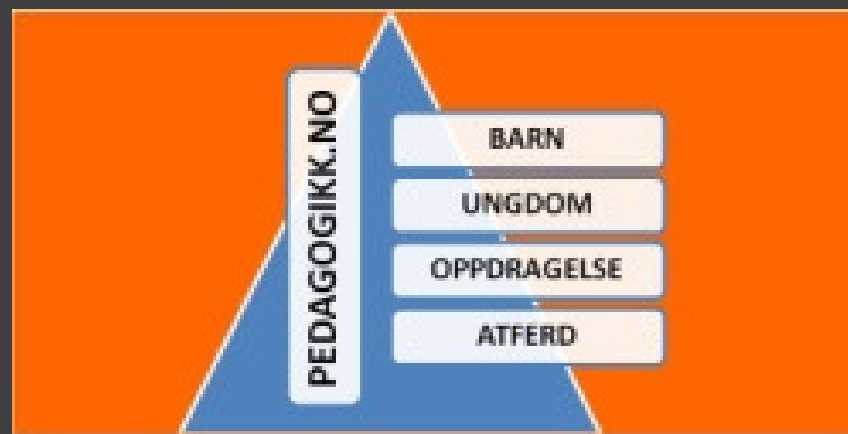 PEDAGOGIKK.NO
BARN
UNGDOM
OPPDRAGELSE
ATFERD